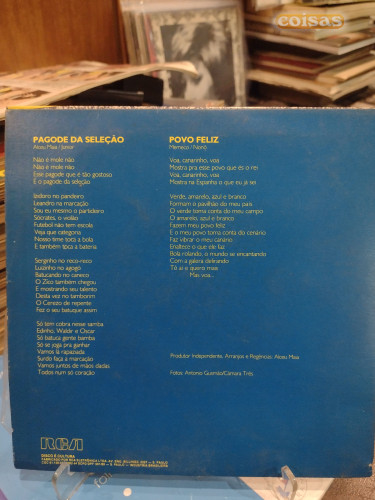 coisas
PAGODE DA SELEÇÃO
Alceu Maia / Júnior
Não é mole não
Não é mole não
Esse pagode que é tão gostoso
É o pagode da seleção
Isidoro no pandeiro
Leandro na marcação
Sou eu mesmo o partideiro
Sócrates, o violão
Futebol não tem escola
Veja que categoria
Nosso time toca a bola
E também toca a bateria
Serginho no reco-reco
Luizinho no agogô
Batucando no caneco
O Zico também chegou
E mostrando seu talento
Desta vez no tamborim
O Cerezo de repente
Fez o seu batuque assim
Só tem cobra nesse samba
Edinho, Waldir e Oscar
Só batuca gente bamba
Só se joga pra ganhar
Vamos lá rapaziada
Surdo faça a marcação
Vamos juntos de mãos dadas
Todos num só coração
POVO FELIZ
Memeco / Nonô
Voa, canarinho, voa
Mostra pra esse povo que és o rei
Voa, canarinho, voa
Mostra na Espanha o que eu já sei
Verde, amarelo, azul e branco
Formam o pavilhão do meu país
O verde toma conta do meu campo
O amarelo, azul e branco
Fazem meu povo feliz
E o meu povo toma conta do cenário
Faz vibrar o meu canário
Enaltece o que ele faz
Bola rolando, o mundo se encantando
Com a galera delirando
Tô aí e quero mais
Mas voa...
Produtor Independente, Arranjos e Regência: Alceu Maia
Fotos: Antonio Guerreiro/Câmara Três
RCA
DISCO É CULTURA